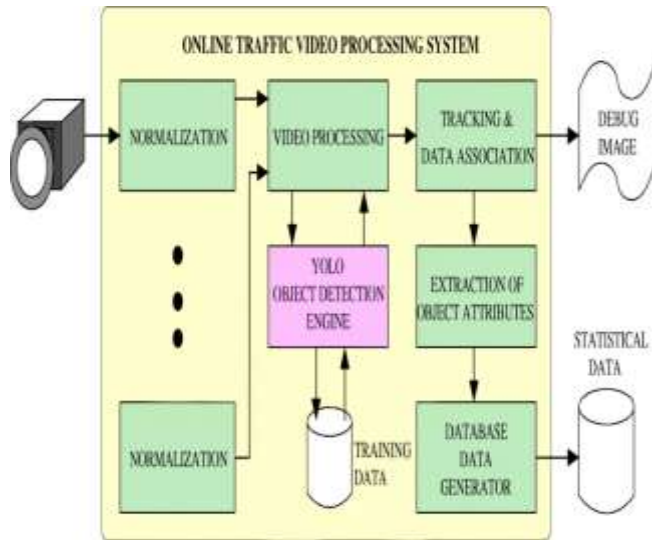 ONLINE TRAFFIC VIDEO PROCESSING SYSTEM
NORMALIZATION
VIDEO PROCESSING
TRACKING &
DATA ASSOCIATION
DEBUG
IMAGE
YOLO
OBJECT DETECTION
ENGINE
EXTRACTION OF
OBJECT ATTRIBUTES
STATISTICAL
DATA
NORMALIZATION
TRAINING
DATA
DATABASE
DATA
GENERATOR